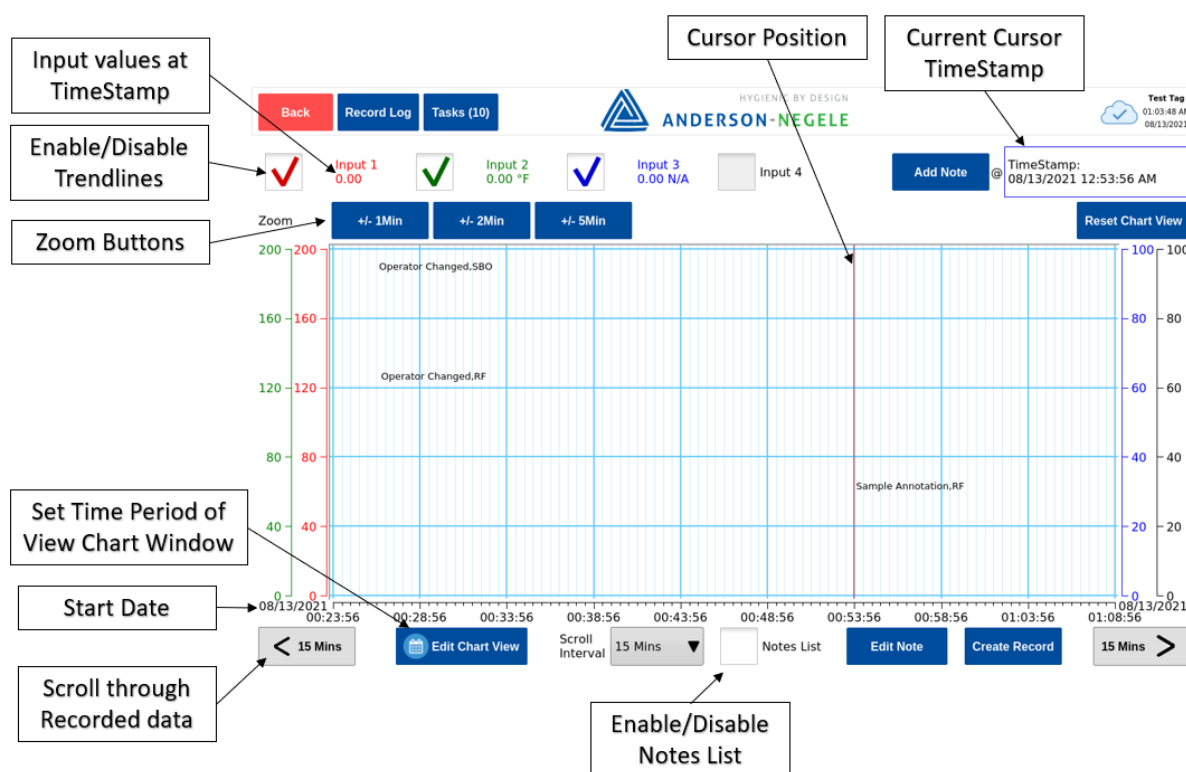 Cursor Position
Current Cursor
TimeStamp
Input values at
TimeStamp
Enable/Disable
Trendlines
Zoom Buttons
Back
Record Log
Tasks (10)
HYGIENIC BY DESIGN
ANDERSON-NEGELE
Test Tag
01:03:48 AM
08/13/2021
Input 1
0.00
Input 2
0.00 °F
Input 3
0.00 N/A
Input 4
Add Note
@
TimeStamp:
08/13/2021 12:53:56 AM
Zoom
+/- 1Min
+/- 2Min
+/- 5Min
Reset Chart View
200 200 100 100
Operator Changed,SBO
160 160 80 80
Operator Changed,RF
120 120 60 60
80 80 40 40
Sample Annotation,RF
40 40 20 20
0 0 0 0
Set Time Period of
View Chart Window
Start Date
08/13/2021 08/13/2021
00:23:56 00:28:56 00:33:56 00:38:56 00:43:56 00:48:56 00:53:56 00:58:56 01:03:56 01:08:56
< 15 Mins
Edit Chart View
Scroll
Interval
15 Mins
Notes List
Edit Note
Create Record
15 Mins >
Scroll through
Recorded data
Enable/Disable
Notes List